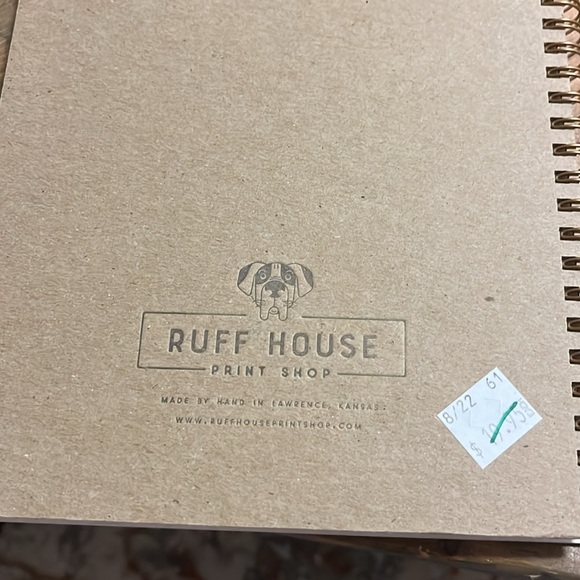 RUFF HOUSE
PRINT SHOP
MADE BY HAND IN LAWRENCE, KANSAS.
WWW.RUFFHOUSEPRINTSHOP.COM
8/22 61
$